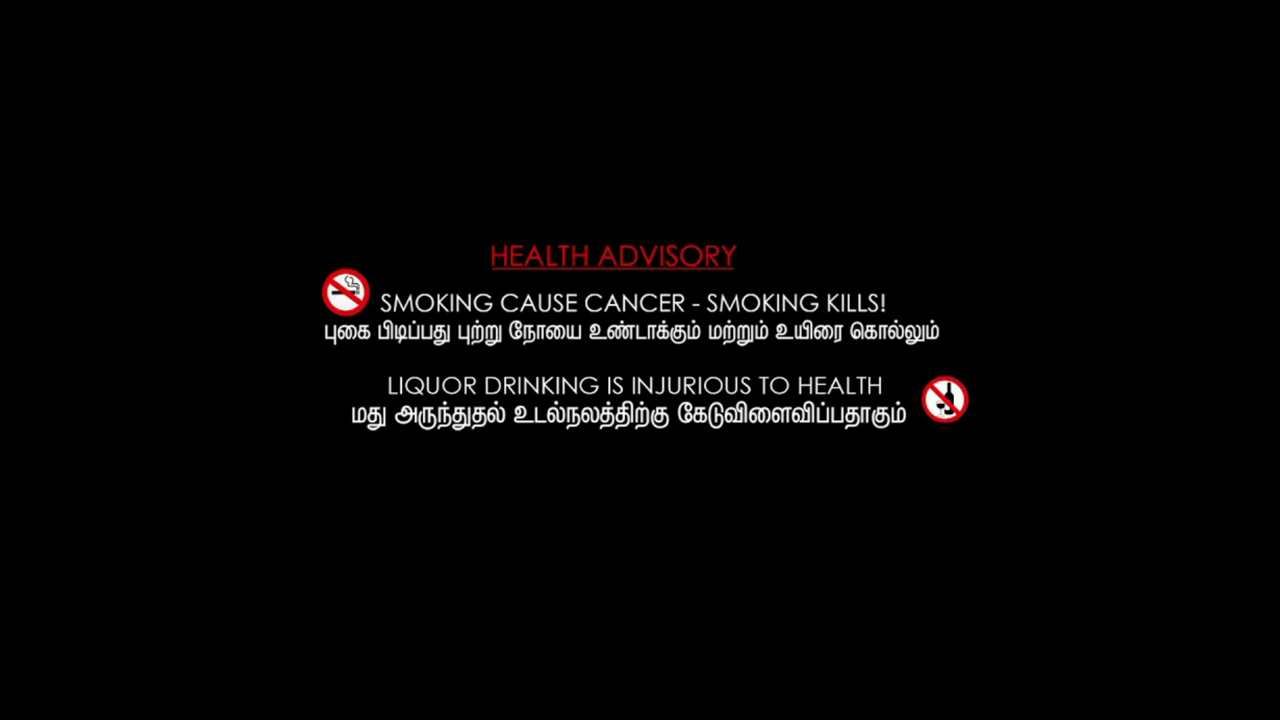 HEALTH ADVISORY
SMOKING CAUSE CANCER - SMOKING KILLS!
புகை பிடிப்பது புற்று நோயை உண்டாக்கும் மற்றும் உயிரை கொல்லும்
LIQUOR DRINKING IS INJURIOUS TO HEALTH
மது அருந்துதல் உடல்நலத்திற்கு கேடுவிளைவிப்பதாகும்